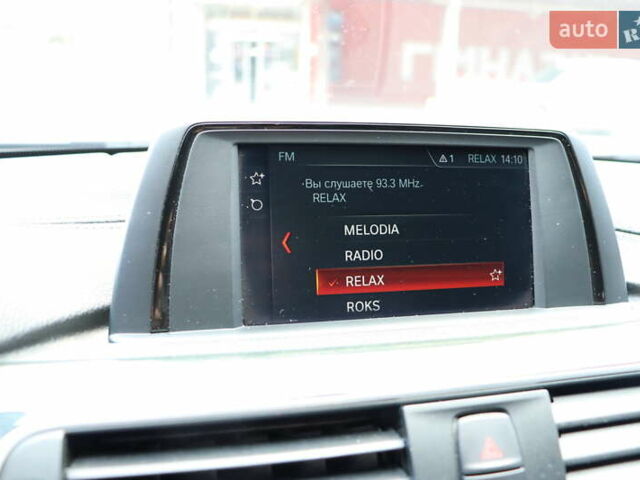 auto
FM
⚠1 RELAX 14:10
Вы слушаете 93.3 MHz.
RELAX
MELODIA
RADIO
RELAX
ROKS